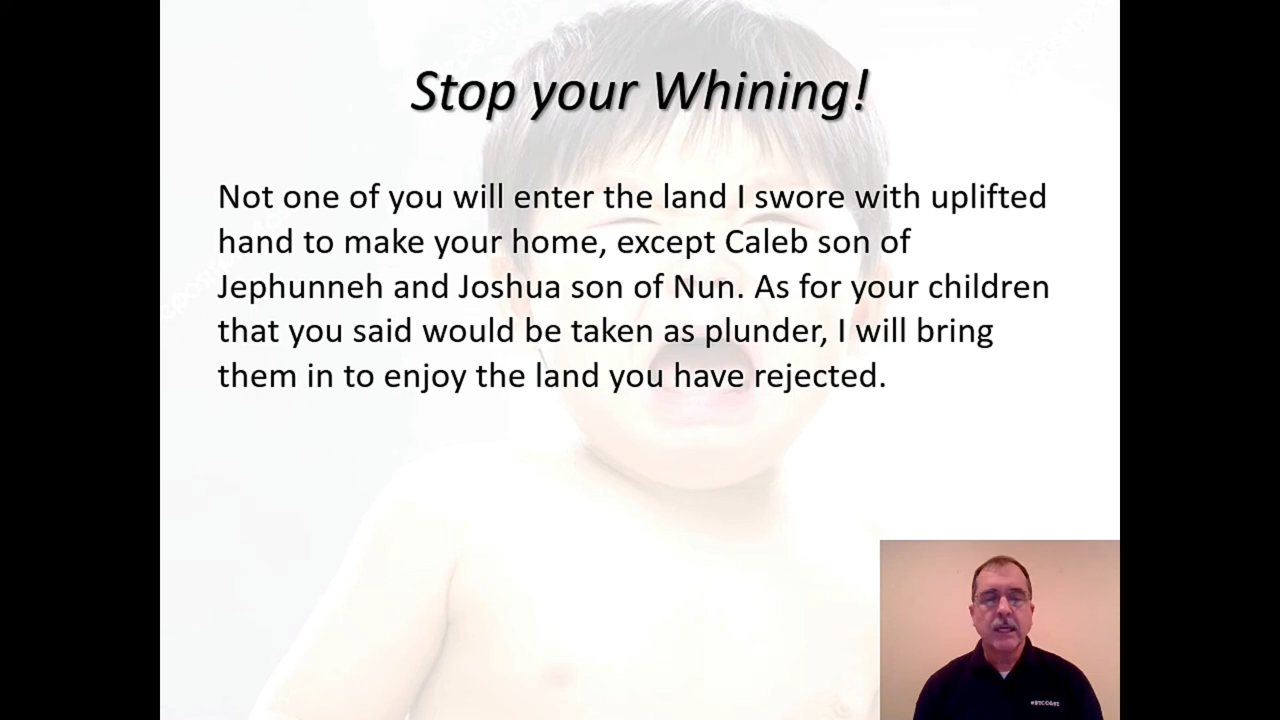 Stop your Whining!
Not one of you will enter the land I swore with uplifted
hand to make your home, except Caleb son of
Jephunneh and Joshua son of Nun. As for your children
that you said would be taken as plunder, I will bring
them in to enjoy the land you have rejected.